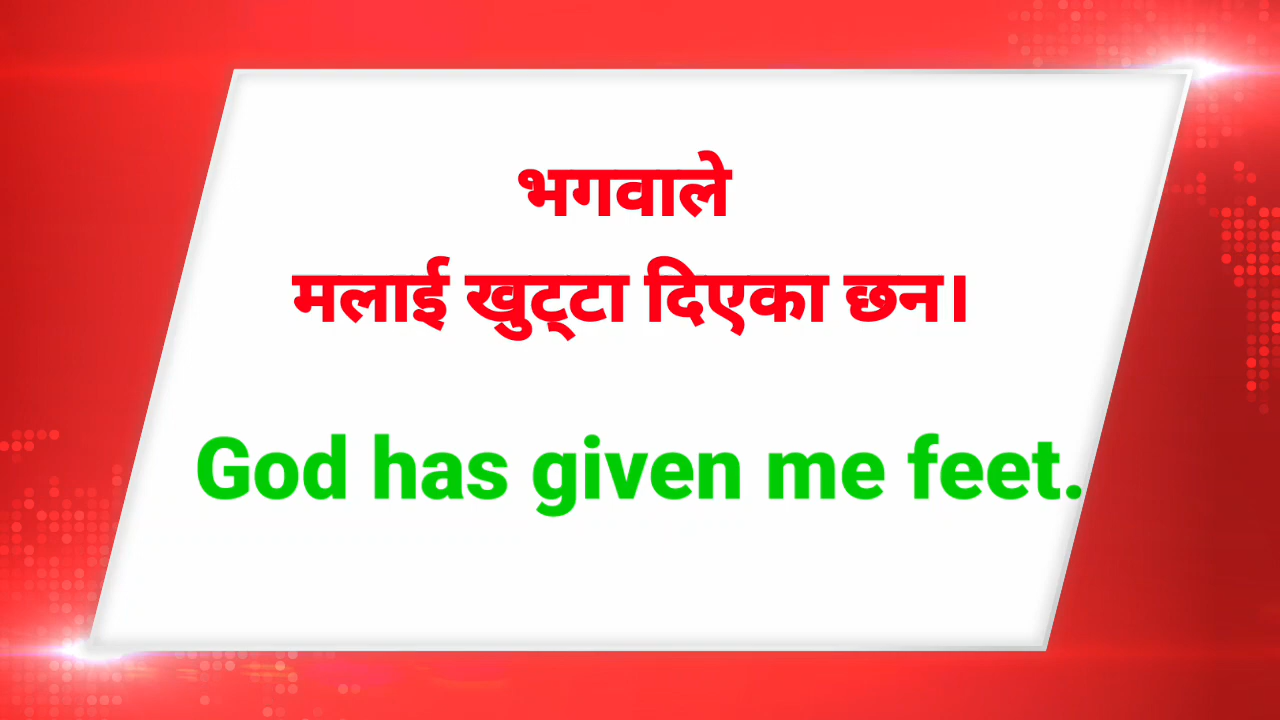 भगवाले
मलाई खुट्टा दिएका छन।
God has given me feet.